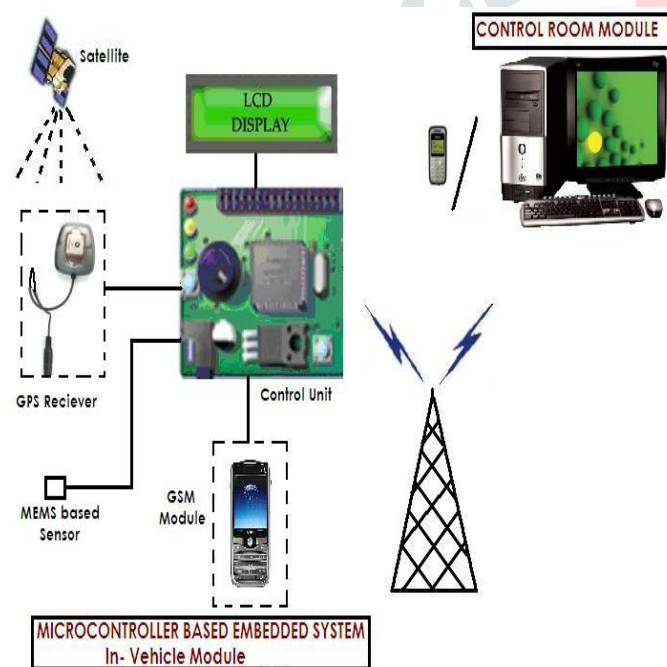 CONTROL ROOM MODULE
Satellite
LCD
DISPLAY
GPS Reciever
Control Unit
MEMS based
Sensor
GSM
Module
MICROCONTROLLER BASED EMBEDDED SYSTEM
In- Vehicle Module